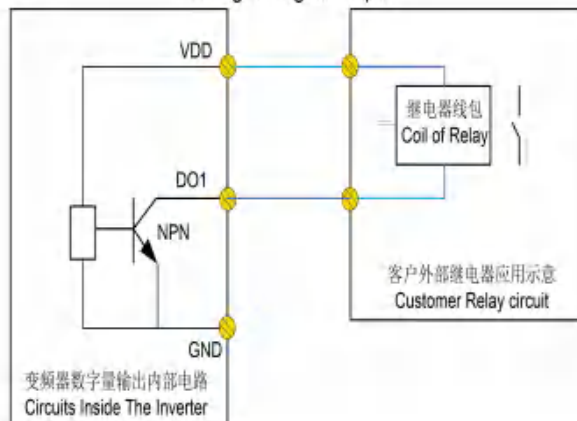 VDD
继电器线包
Coil of Relay
DO1
NPN
客户外部继电器应用示意
Customer Relay circuit
GND
变频器数字量输出内部电路
Circuits Inside The Inverter